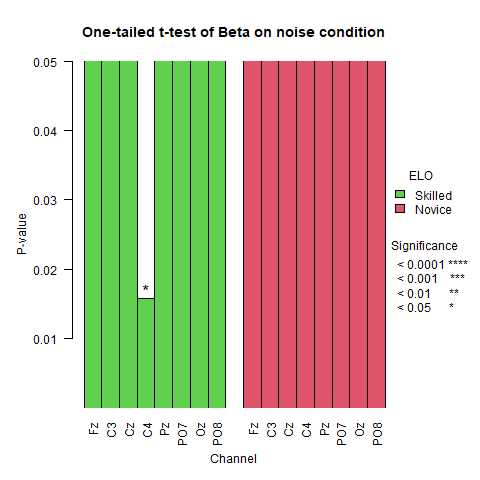 One-tailed t-test of Beta on noise condition
P-value
0.05
0.04
0.03
0.02
0.01
*
Fz C3 Cz C4 Pz PO7 Oz PO8 Fz C3 Cz C4 Pz PO7 Oz PO8
Channel
ELO
Skilled
Novice
Significance
< 0.0001 ****
< 0.001 ***
< 0.01 **
< 0.05 *